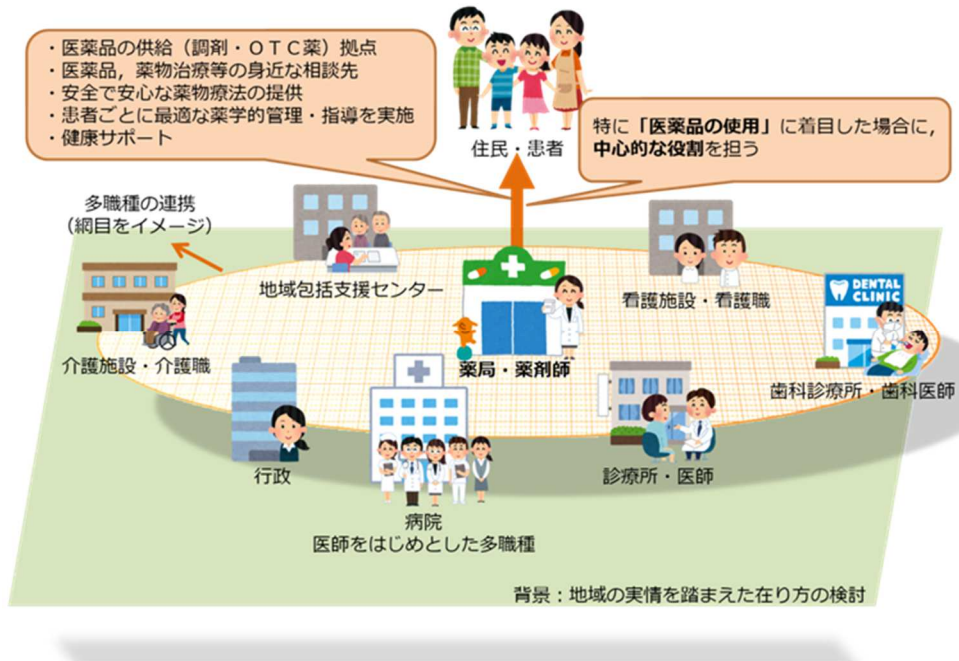 ・医薬品の供給（調剤・ＯＴＣ薬）拠点
・医薬品，薬物治療等の身近な相談先
・安全で安心な薬物療法の提供
・患者ごとに最適な薬学的管理・指導を実施
・健康サポート
住民・患者
特に「医薬品の使用」に着目した場合に，
中心的な役割を担う
多職種の連携
（網目をイメージ）
地域包括支援センター
看護施設・看護職
DENTAL
CLINIC
介護施設・介護職
薬局・薬剤師
歯科診療所・歯科医師
行政
診療所・医師
病院
医師をはじめとした多職種
背景：地域の実情を踏まえた在り方の検討